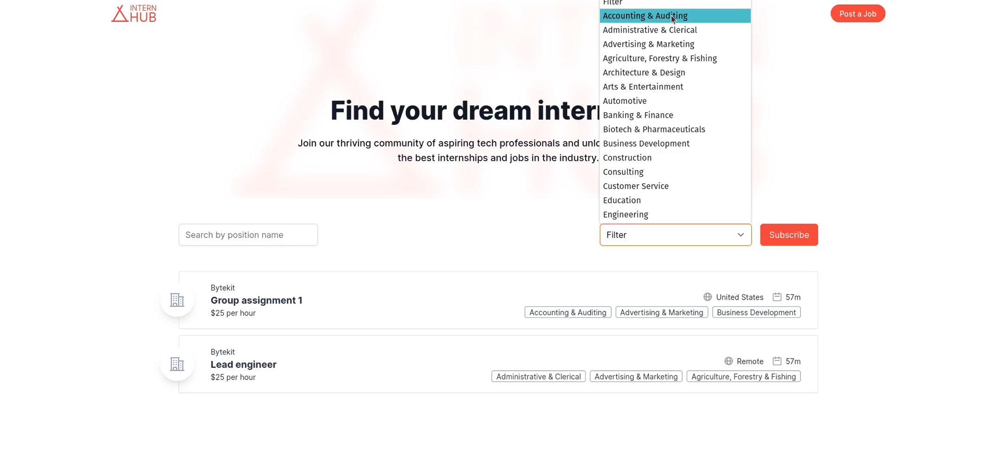 INTERN
HUB
Post a Job
Filter
Accounting & Auditing
Administrative & Clerical
Advertising & Marketing
Agriculture, Forestry & Fishing
Architecture & Design
Arts & Entertainment
Automotive
Banking & Finance
Biotech & Pharmaceuticals
Business Development
Construction
Consulting
Customer Service
Education
Engineering
Find your dream inter
Join our thriving community of aspiring tech professionals and unlo
the best internships and jobs in the industry.
Search by position name
Filter
Subscribe
Bytekit
Group assignment 1
$25 per hour
United States 57m
Accounting & Auditing Advertising & Marketing Business Development
Bytekit
Lead engineer
$25 per hour
Remote 57m
Administrative & Clerical Advertising & Marketing Agriculture, Forestry & Fishing